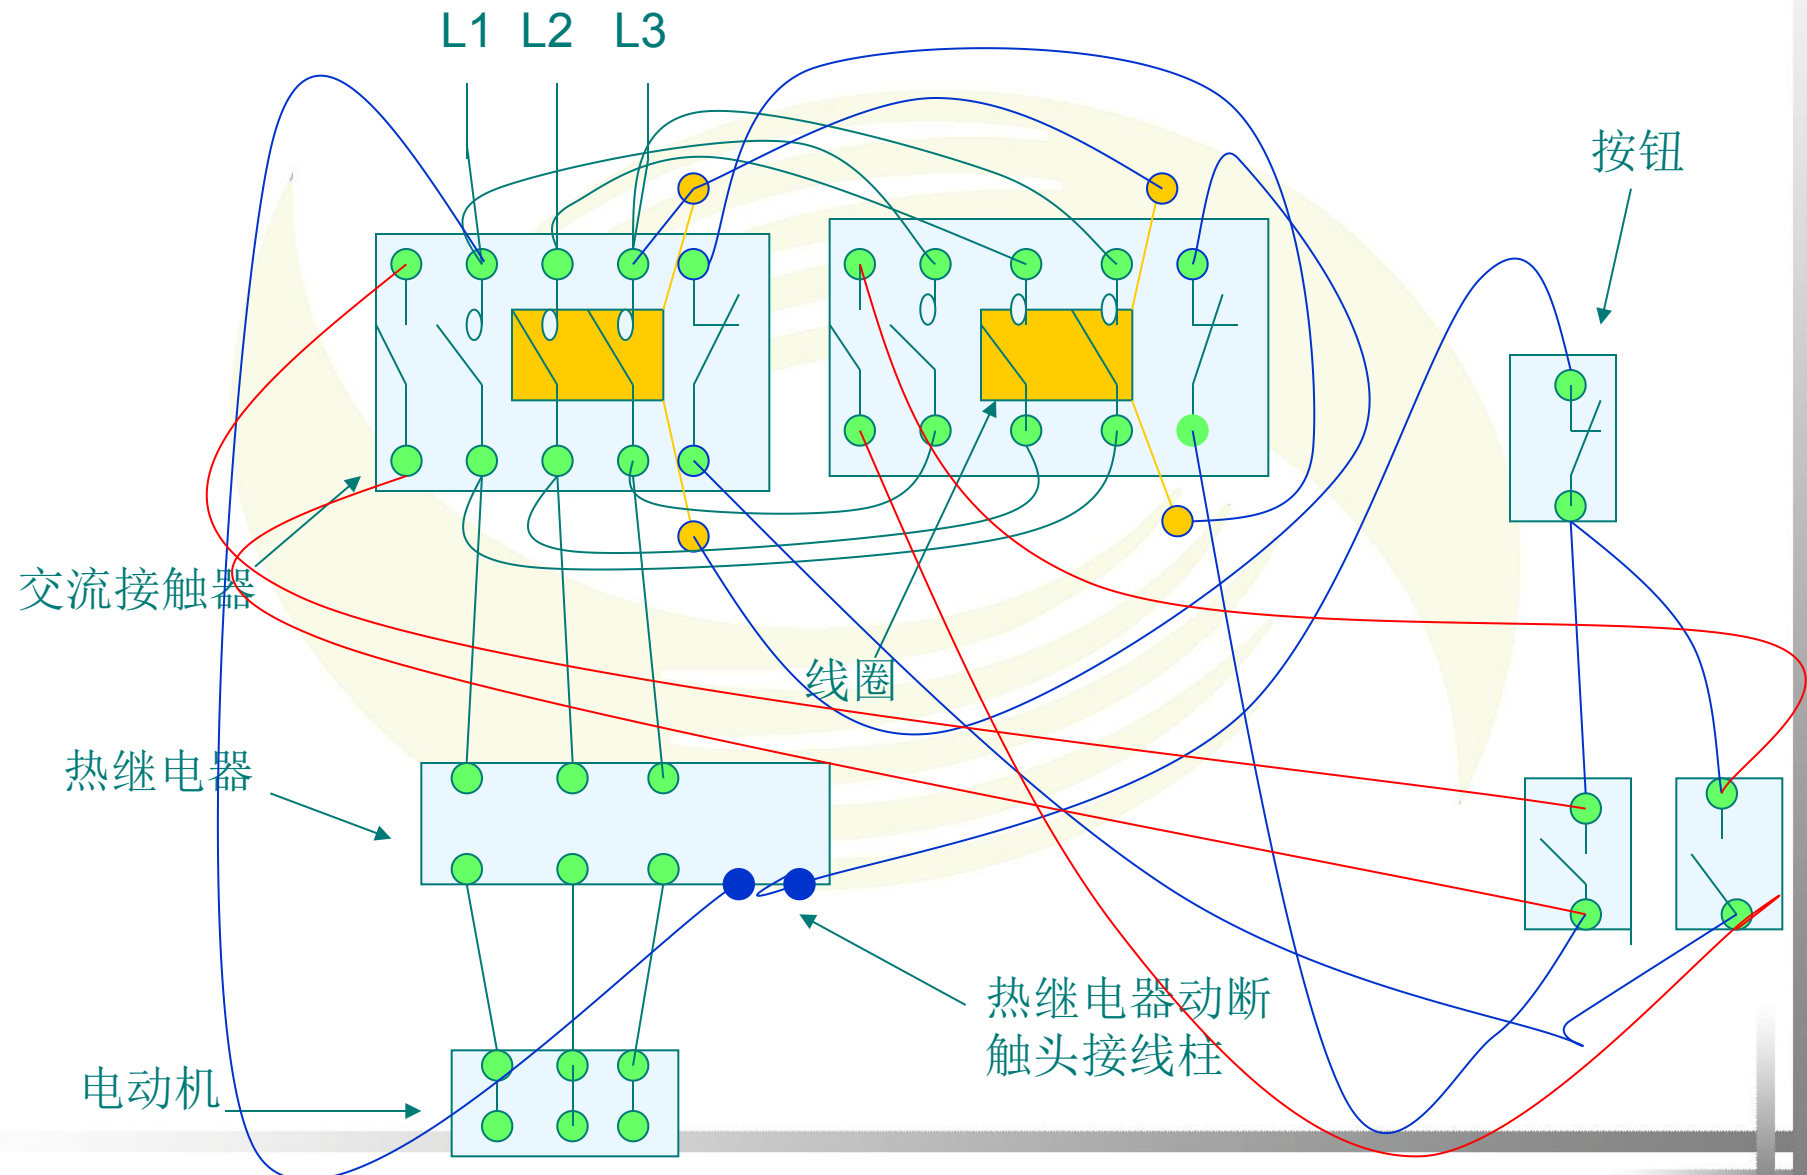 L1 L2 L3
按钮
交流接触器
线圈
热继电器
热继电器动断
触头接线柱
电动机